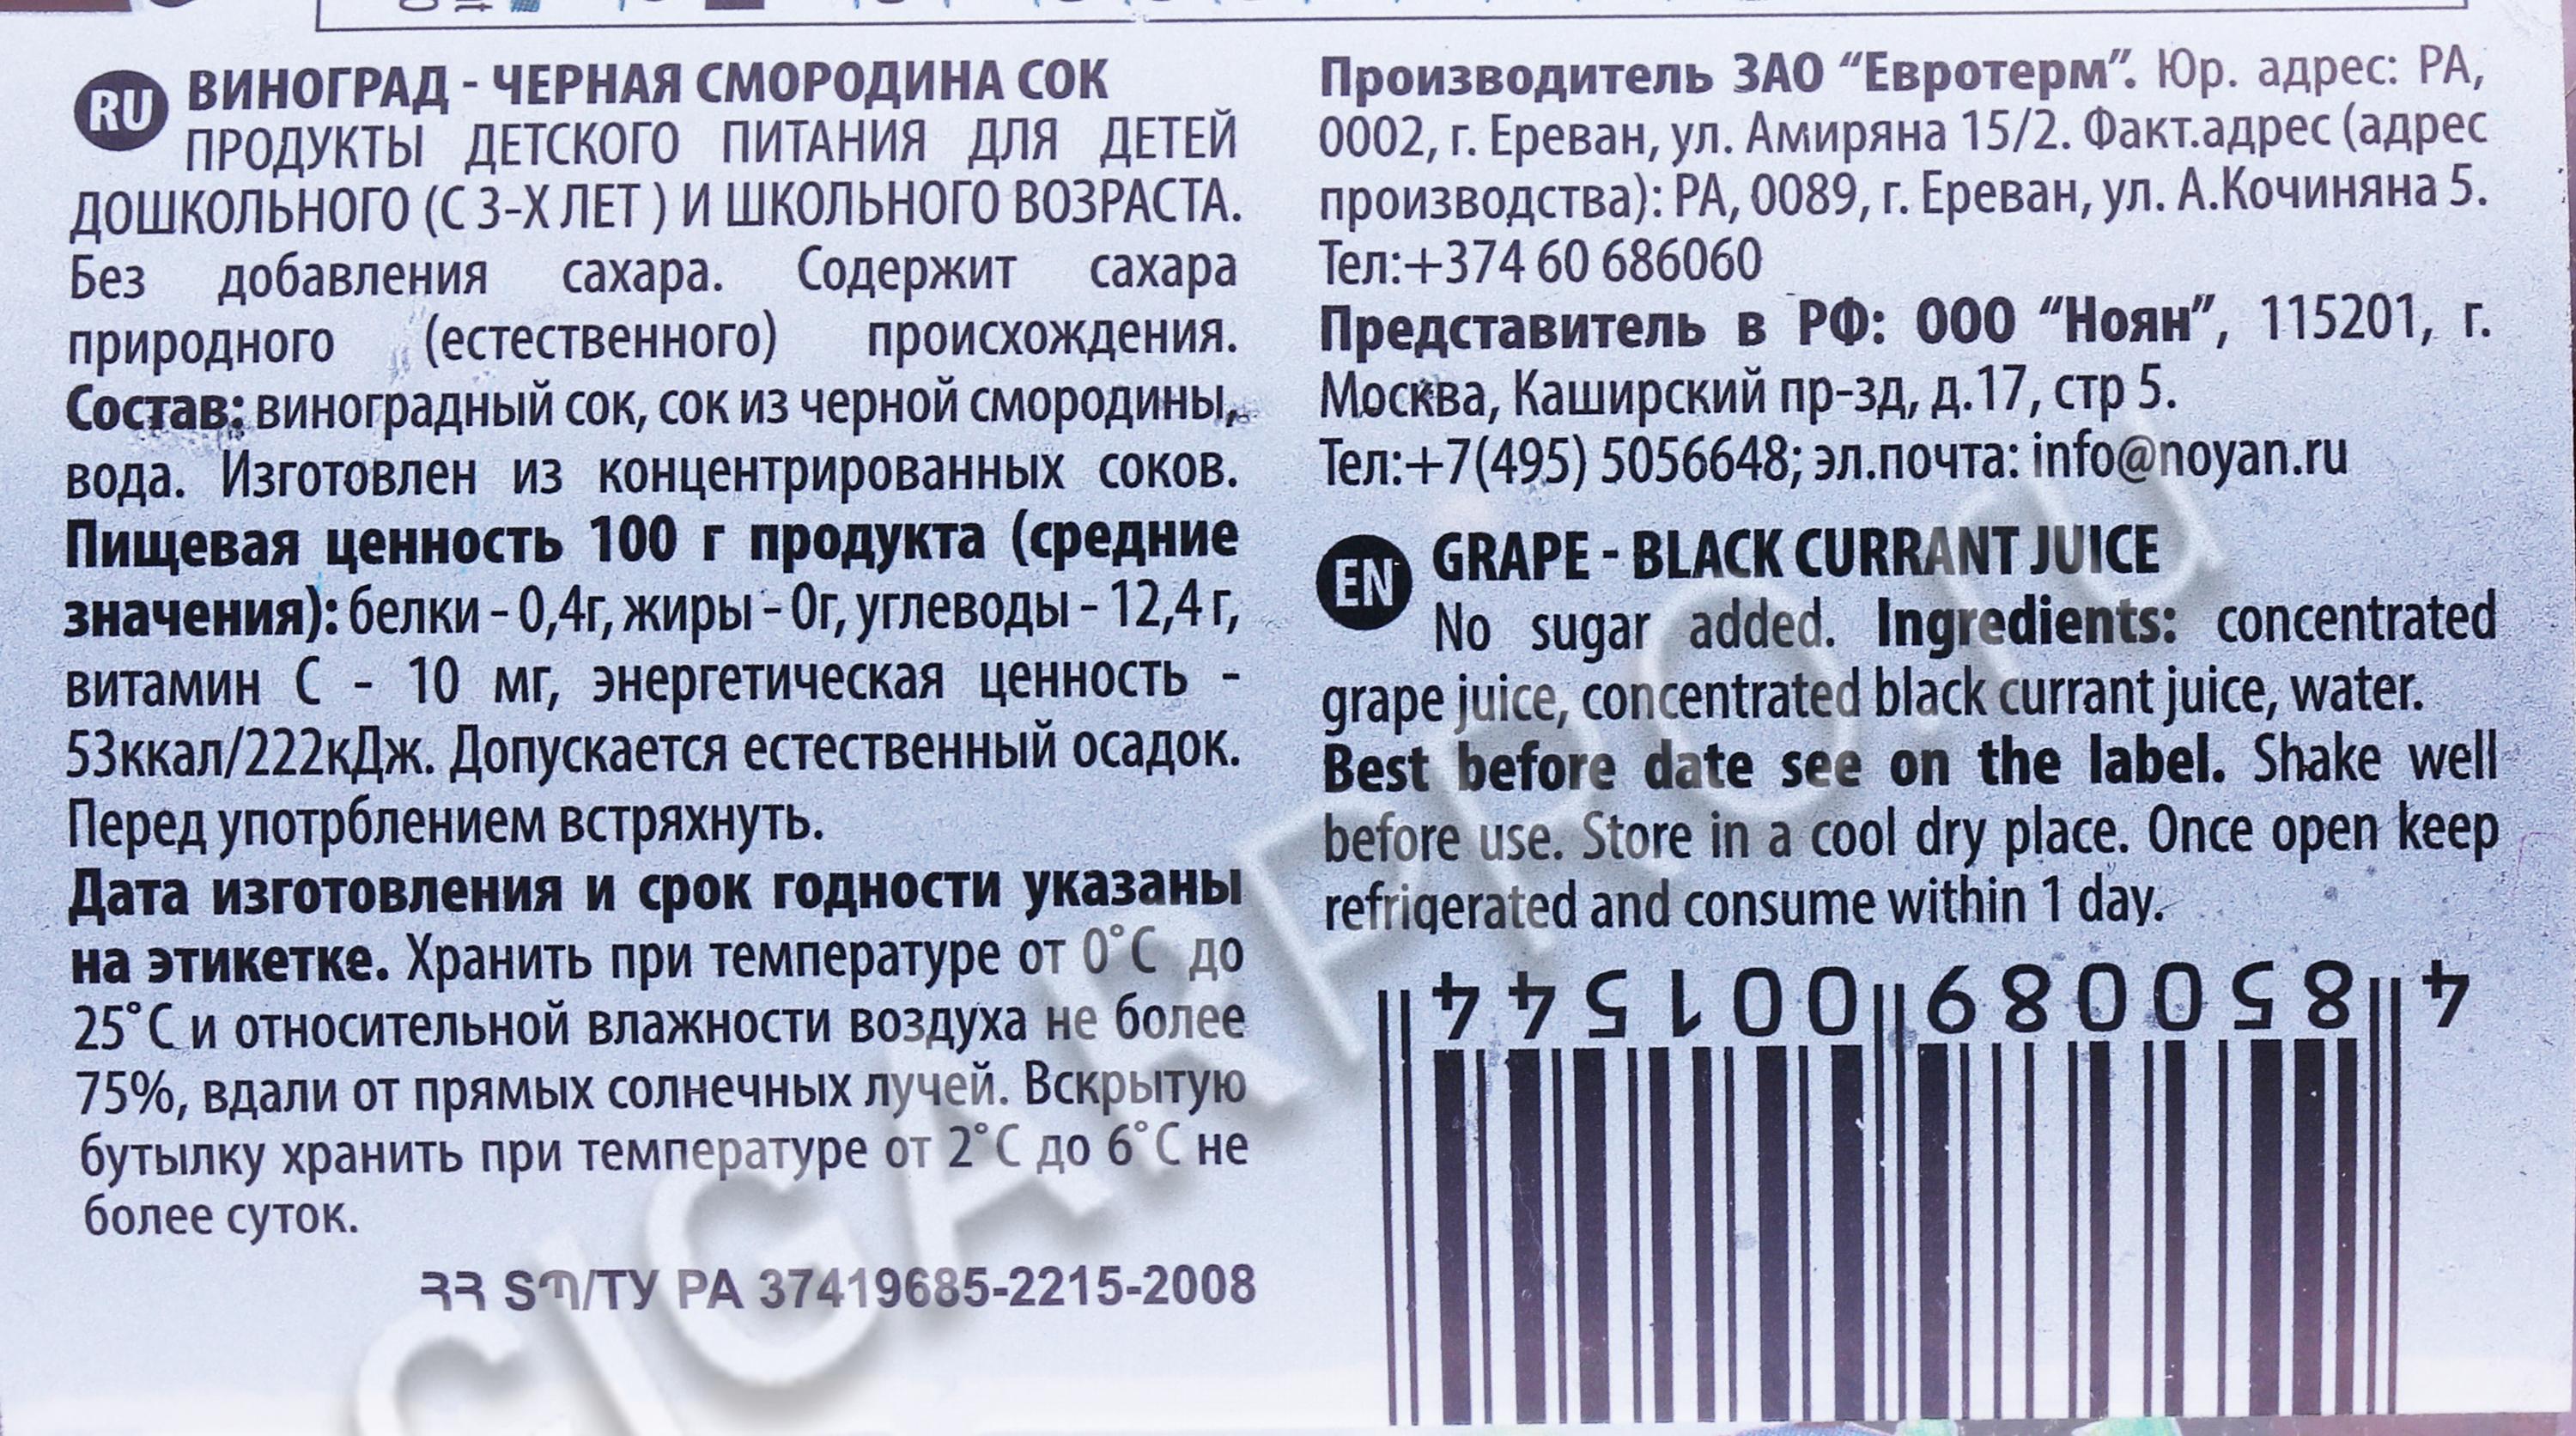 RU ВИНОГРАД - ЧЕРНАЯ СМОРОДИНА СОК
ПРОДУКТЫ ДЕТСКОГО ПИТАНИЯ ДЛЯ ДЕТЕЙ
ДОШКОЛЬНОГО (С 3-Х ЛЕТ ) И ШКОЛЬНОГО ВОЗРАСТА.
Без добавления сахара. Содержит сахара
природного (естественного) происхождения.
Состав: виноградный сок, сок из черной смородины,
вода. Изготовлен из концентрированных соков.
Пищевая ценность 100 г продукта (средние
значения): белки - 0,4г, жиры - 0г, углеводы - 12,4 г,
витамин С - 10 мг, энергетическая ценность -
53ккал/222кДж. Допускается естественный осадок.
Перед употрблением встряхнуть.
Дата изготовления и срок годности указаны
на этикетке. Хранить при температуре от 0°С до
25°С и относительной влажности воздуха не более
75%, вдали от прямых солнечных лучей. Вскрытую
бутылку хранить при температуре от 2°С до 6°С не
более суток.
ՀՀ ՏՊ/ТУ РА 37419685-2215-2008
Производитель ЗАО “Евротерм”. Юр. адрес: РА,
0002, г. Ереван, ул. Амиряна 15/2. Факт.адрес (адрес
производства): РА, 0089, г. Ереван, ул. А.Кочиняна 5.
Тел:+374 60 686060
Представитель в РФ: ООО “Ноян”, 115201, г.
Москва, Каширский пр-зд, д.17, стр 5.
Тел:+7(495) 5056648; эл.почта: info@noyan.ru
EN GRAPE - BLACK CURRANT JUICE
No sugar added. Ingredients: concentrated
grape juice, concentrated black currant juice, water.
Best before date see on the label. Shake well
before use. Store in a cool dry place. Once open keep
refrigerated and consume within 1 day.
4 850089 001544
CIGARPRO.ru